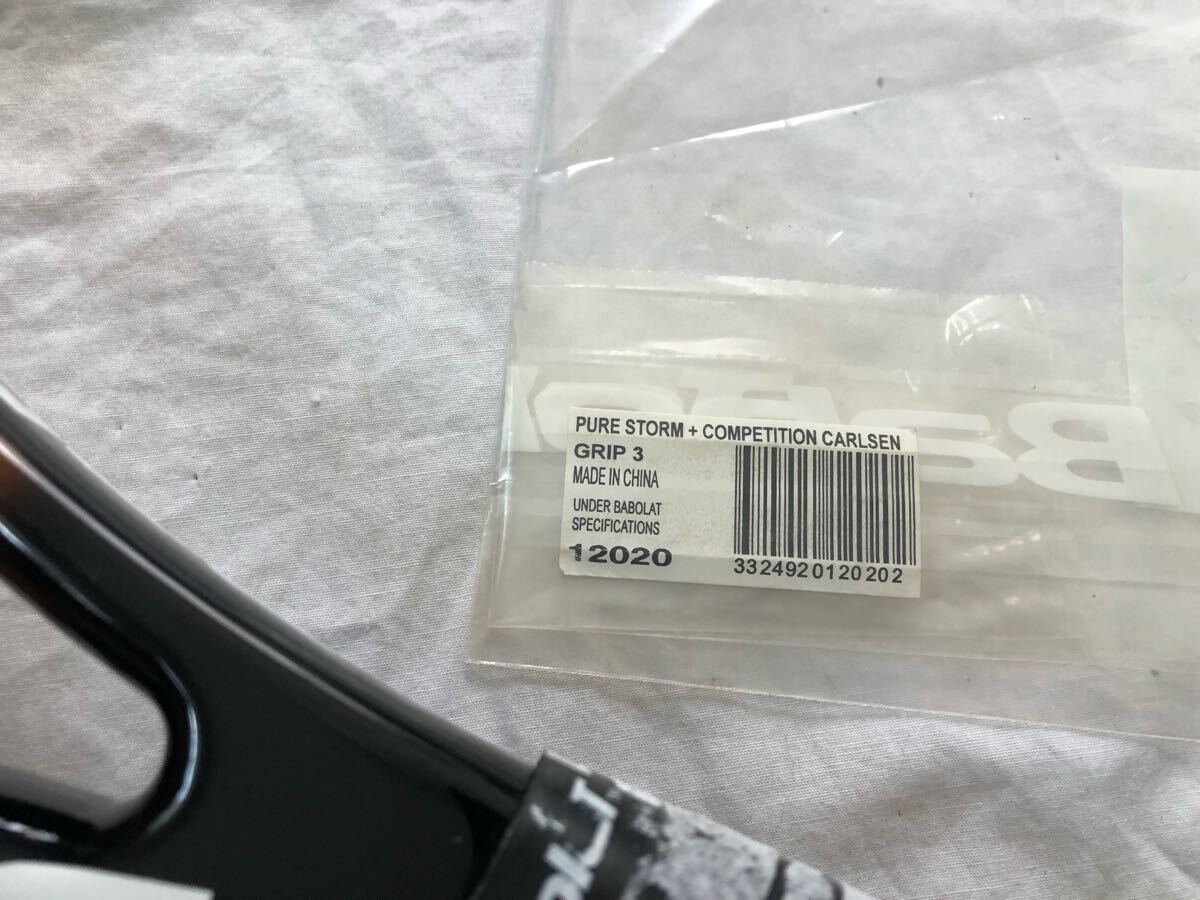 PURE STORM + COMPETITION CARLSEN
GRIP 3
MADE IN CHINA
UNDER BABOLAT
SPECIFICATIONS
12020
3324920120202